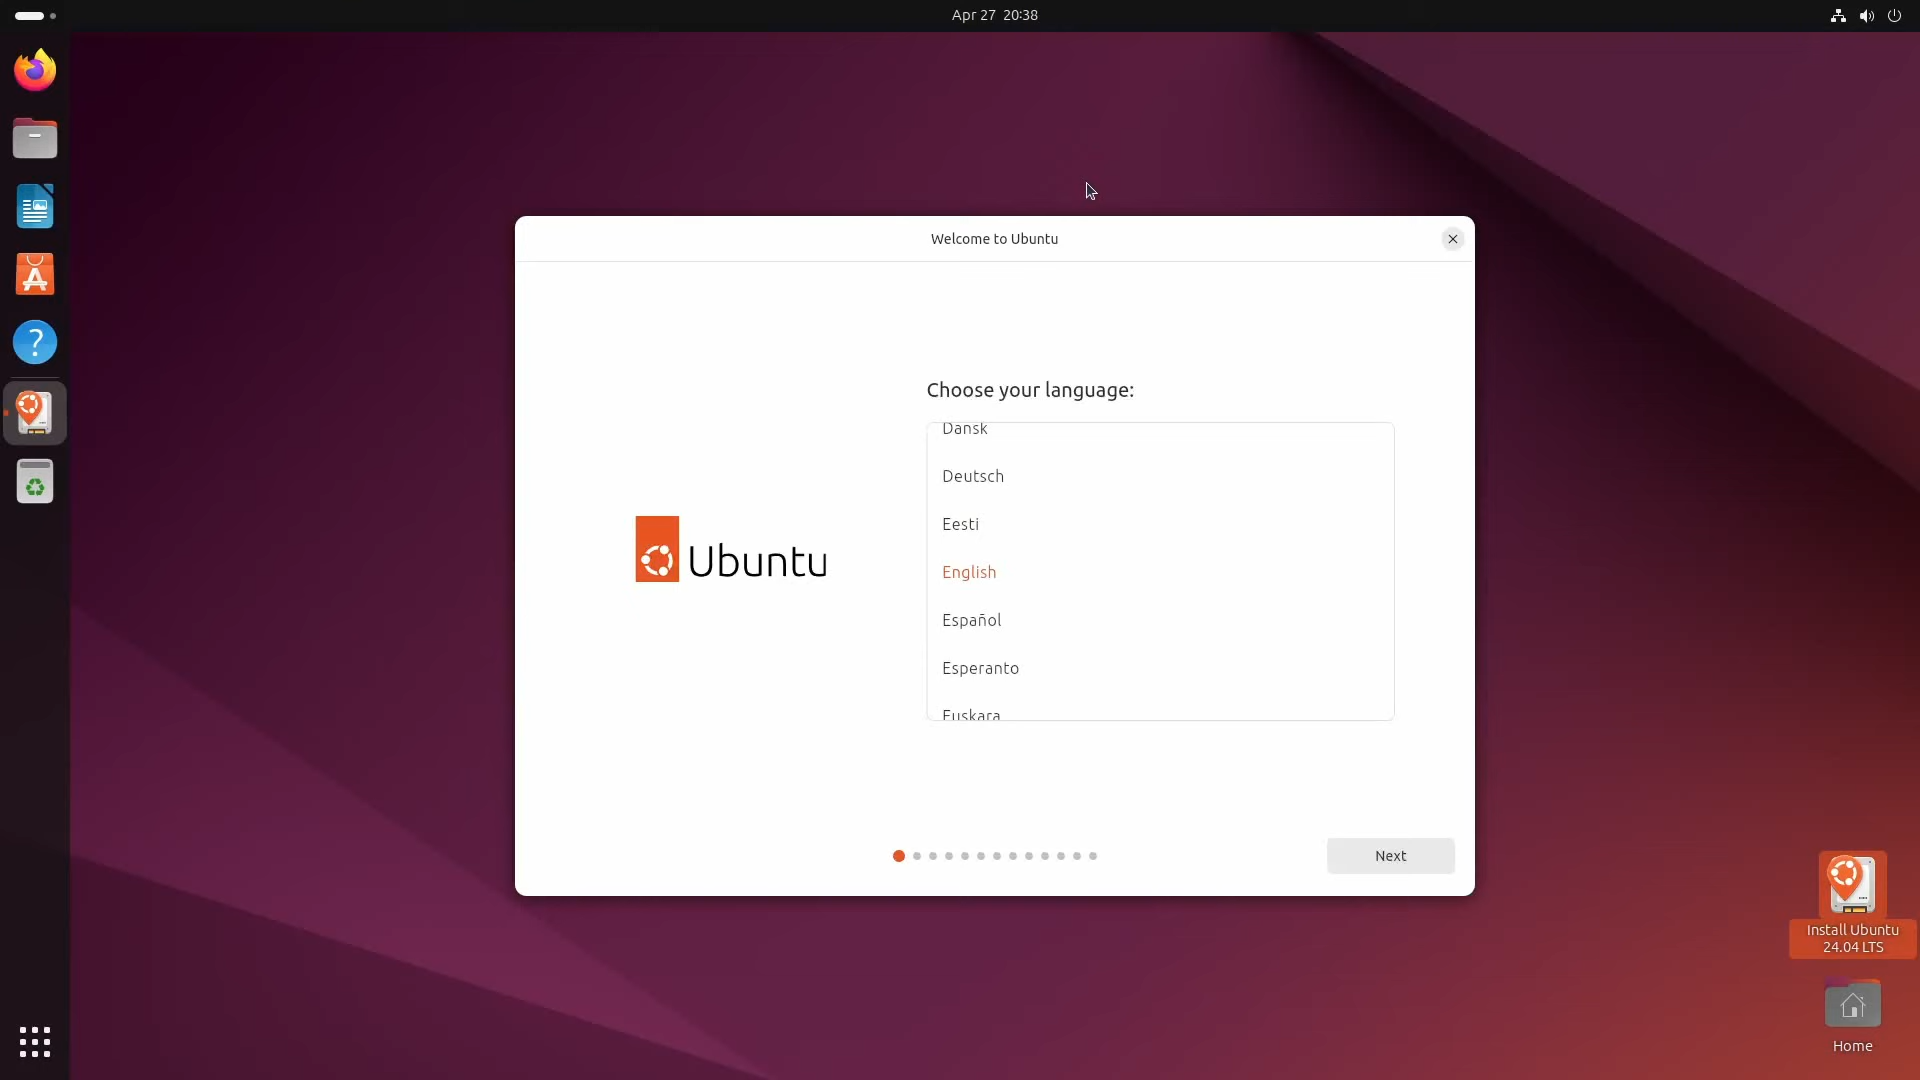 Apr 27 20:38
Welcome to Ubuntu
Choose your language:
Dansk
Deutsch
Eesti
English
Español
Esperanto
Euskara
Ubuntu
Next
Install Ubuntu
24.04 LTS
Home